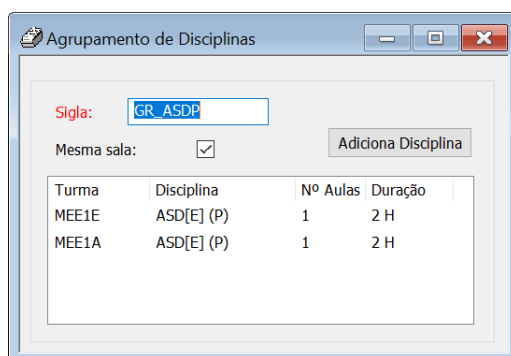 Agrupamento de Disciplinas
Sigla: GR_ASDP
Mesma sala: Adiciona Disciplina
Turma Disciplina Nº Aulas Duração
MEE1E ASD[E] (P) 1 2 H
MEE1A ASD[E] (P) 1 2 H